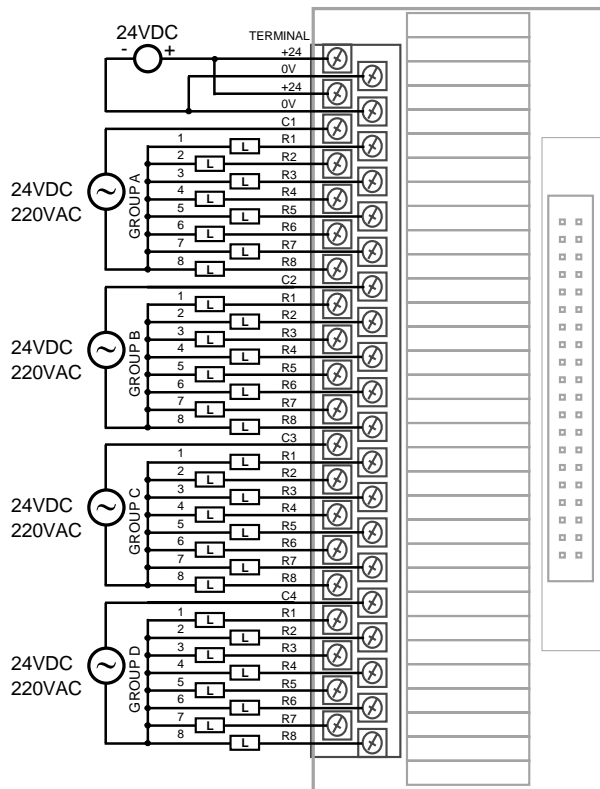 24VDC
- +
TERMINAL
+24
0V
+24
0V
C1
1 L R1
2 L R2
3 L R3
4 L R4
5 L R5
6 L R6
7 L R7
8 L R8
24VDC
220VAC
GROUP A
C2
1 L R1
2 L R2
3 L R3
4 L R4
5 L R5
6 L R6
7 L R7
8 L R8
24VDC
220VAC
GROUP B
C3
1 L R1
2 L R2
3 L R3
4 L R4
5 L R5
6 L R6
7 L R7
8 L R8
24VDC
220VAC
GROUP C
C4
1 L R1
2 L R2
3 L R3
4 L R4
5 L R5
6 L R6
7 L R7
8 L R8
24VDC
220VAC
GROUP D